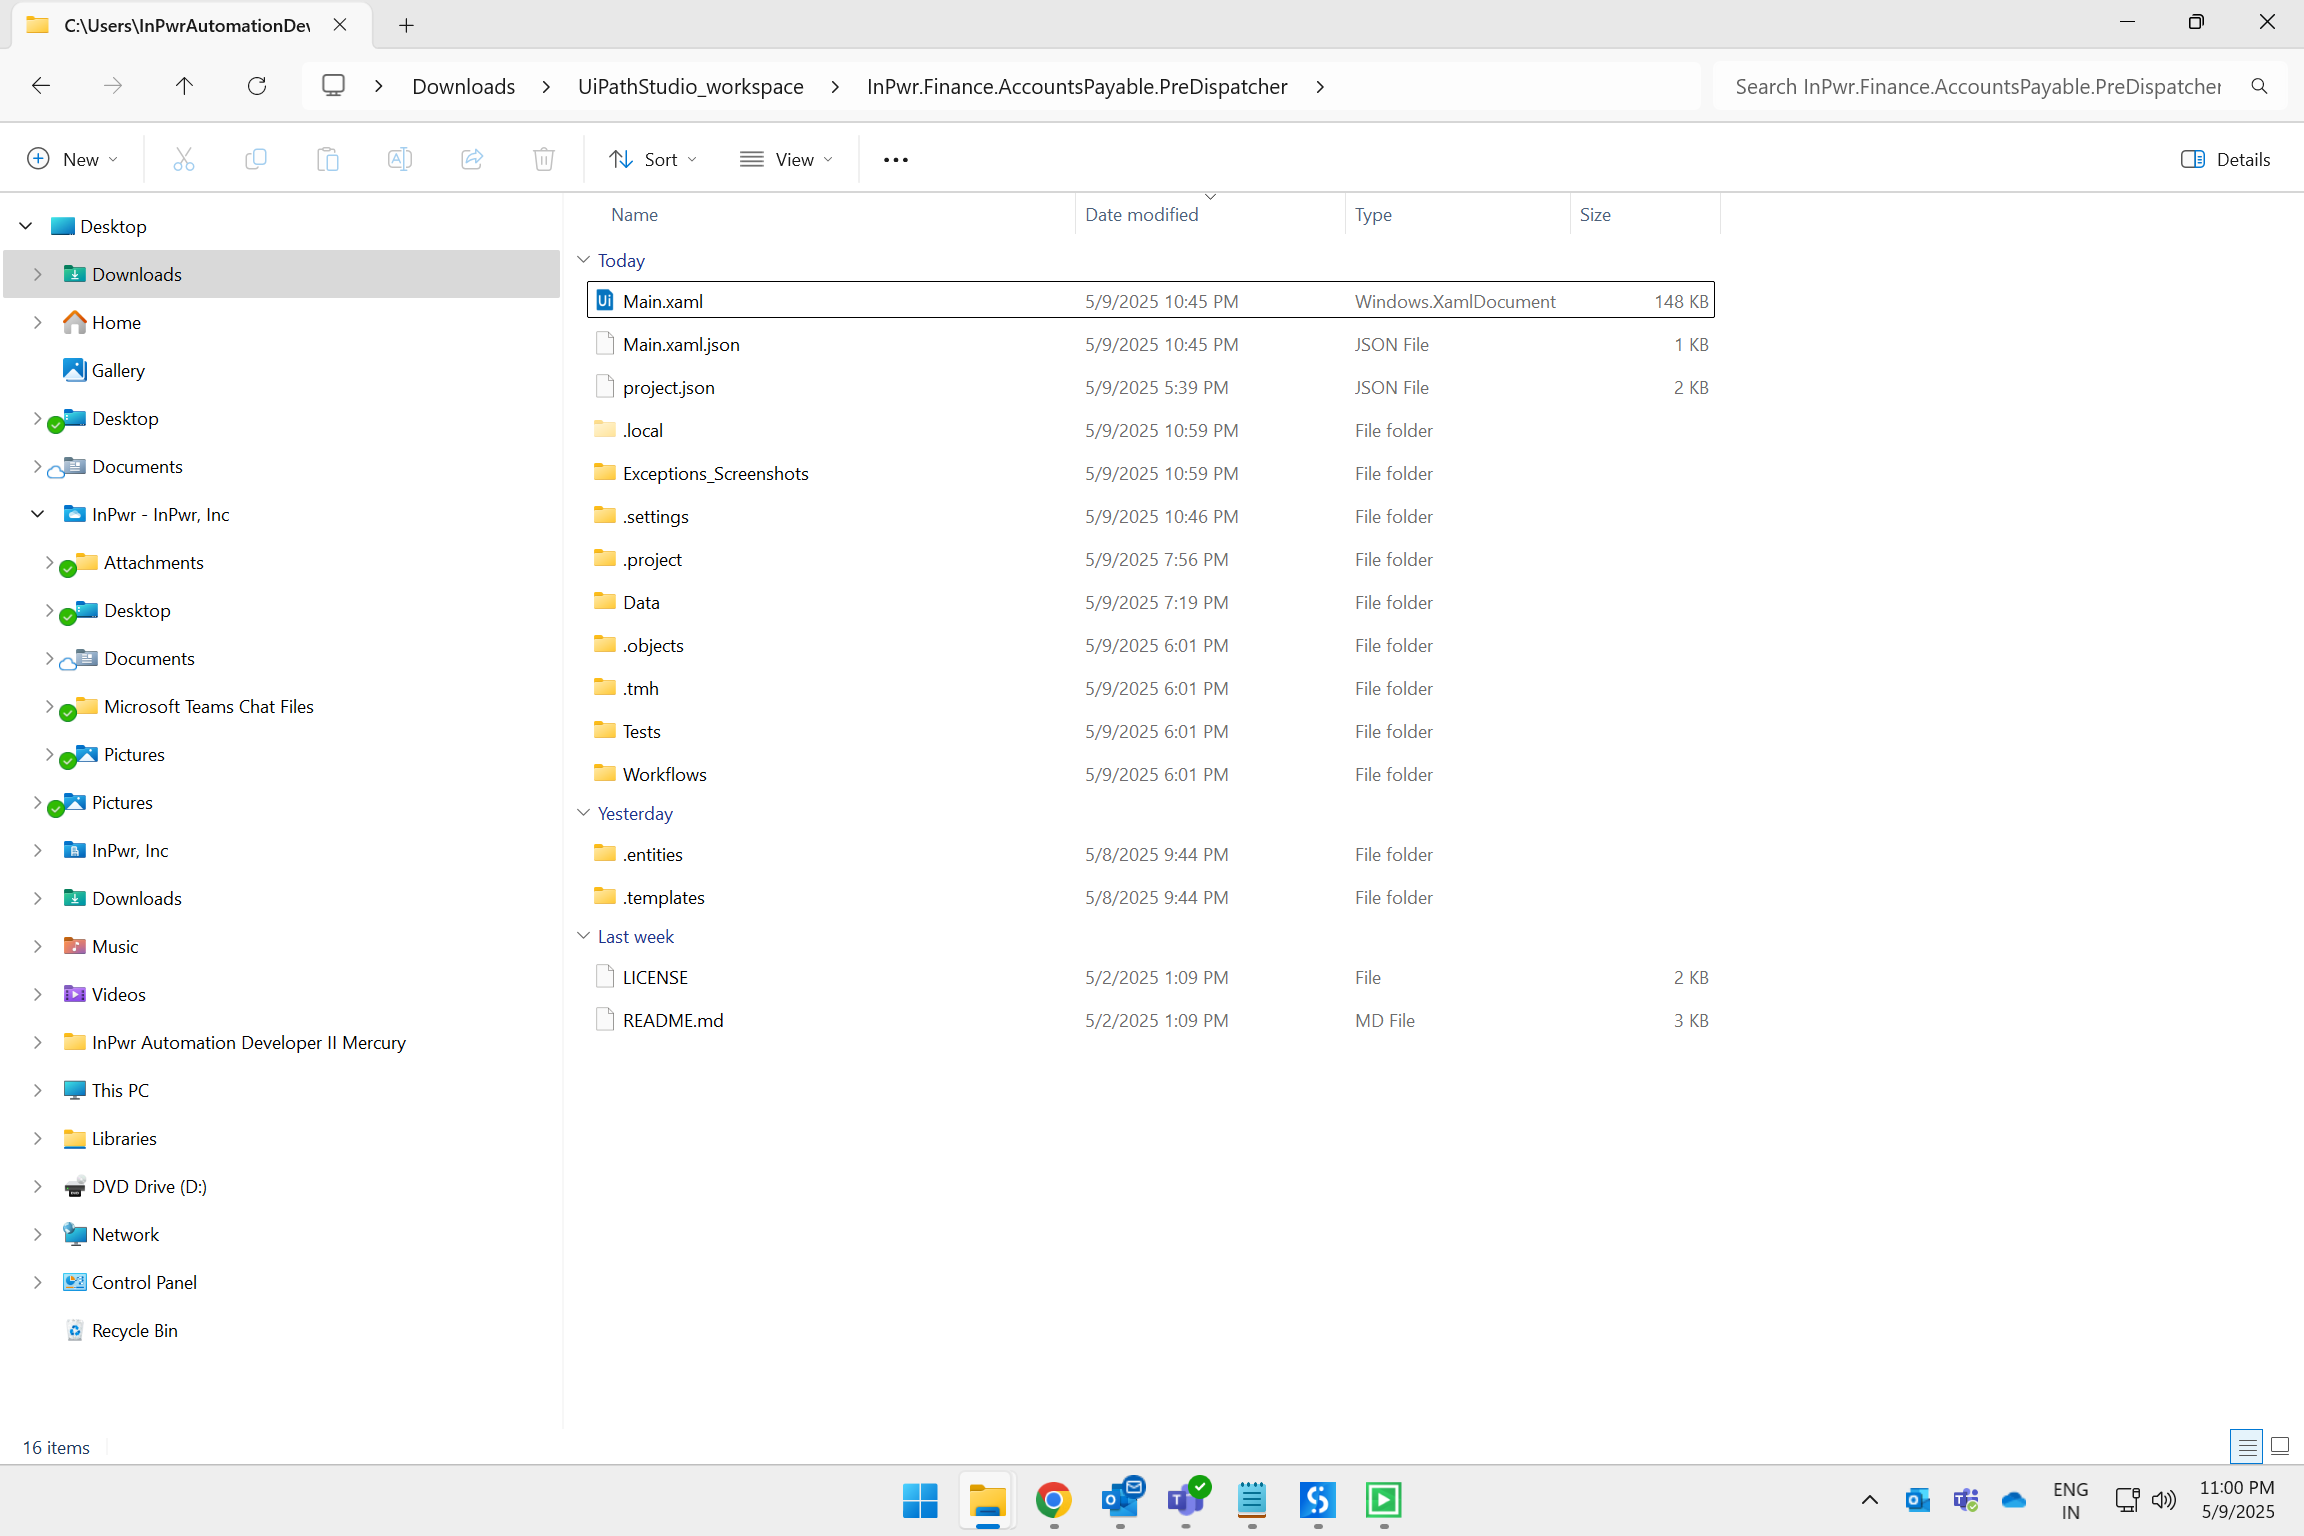 C:\Users\InPwrAutomationDev
Downloads > UiPathStudio_workspace > InPwr.Finance.AccountsPayable.PreDispatcher >
Search InPwr.Finance.AccountsPayable.PreDispatcher
New Sort View Details
Name Date modified Type Size
Desktop
Downloads
Home
Gallery
Desktop
Documents
InPwr - InPwr, Inc
Attachments
Desktop
Documents
Microsoft Teams Chat Files
Pictures
Pictures
InPwr, Inc
Downloads
Music
Videos
InPwr Automation Developer II Mercury
This PC
Libraries
DVD Drive (D:)
Network
Control Panel
Recycle Bin
Today
Main.xaml 5/9/2025 10:45 PM Windows.XamlDocument 148 KB
Main.xaml.json 5/9/2025 10:45 PM JSON File 1 KB
project.json 5/9/2025 5:39 PM JSON File 2 KB
.local 5/9/2025 10:59 PM File folder
Exceptions_Screenshots 5/9/2025 10:59 PM File folder
.settings 5/9/2025 10:46 PM File folder
.project 5/9/2025 7:56 PM File folder
Data 5/9/2025 7:19 PM File folder
.objects 5/9/2025 6:01 PM File folder
.tmh 5/9/2025 6:01 PM File folder
Tests 5/9/2025 6:01 PM File folder
Workflows 5/9/2025 6:01 PM File folder
Yesterday
.entities 5/8/2025 9:44 PM File folder
.templates 5/8/2025 9:44 PM File folder
Last week
LICENSE 5/2/2025 1:09 PM File 2 KB
README.md 5/2/2025 1:09 PM MD File 3 KB
16 items
ENG
IN
11:00 PM
5/9/2025